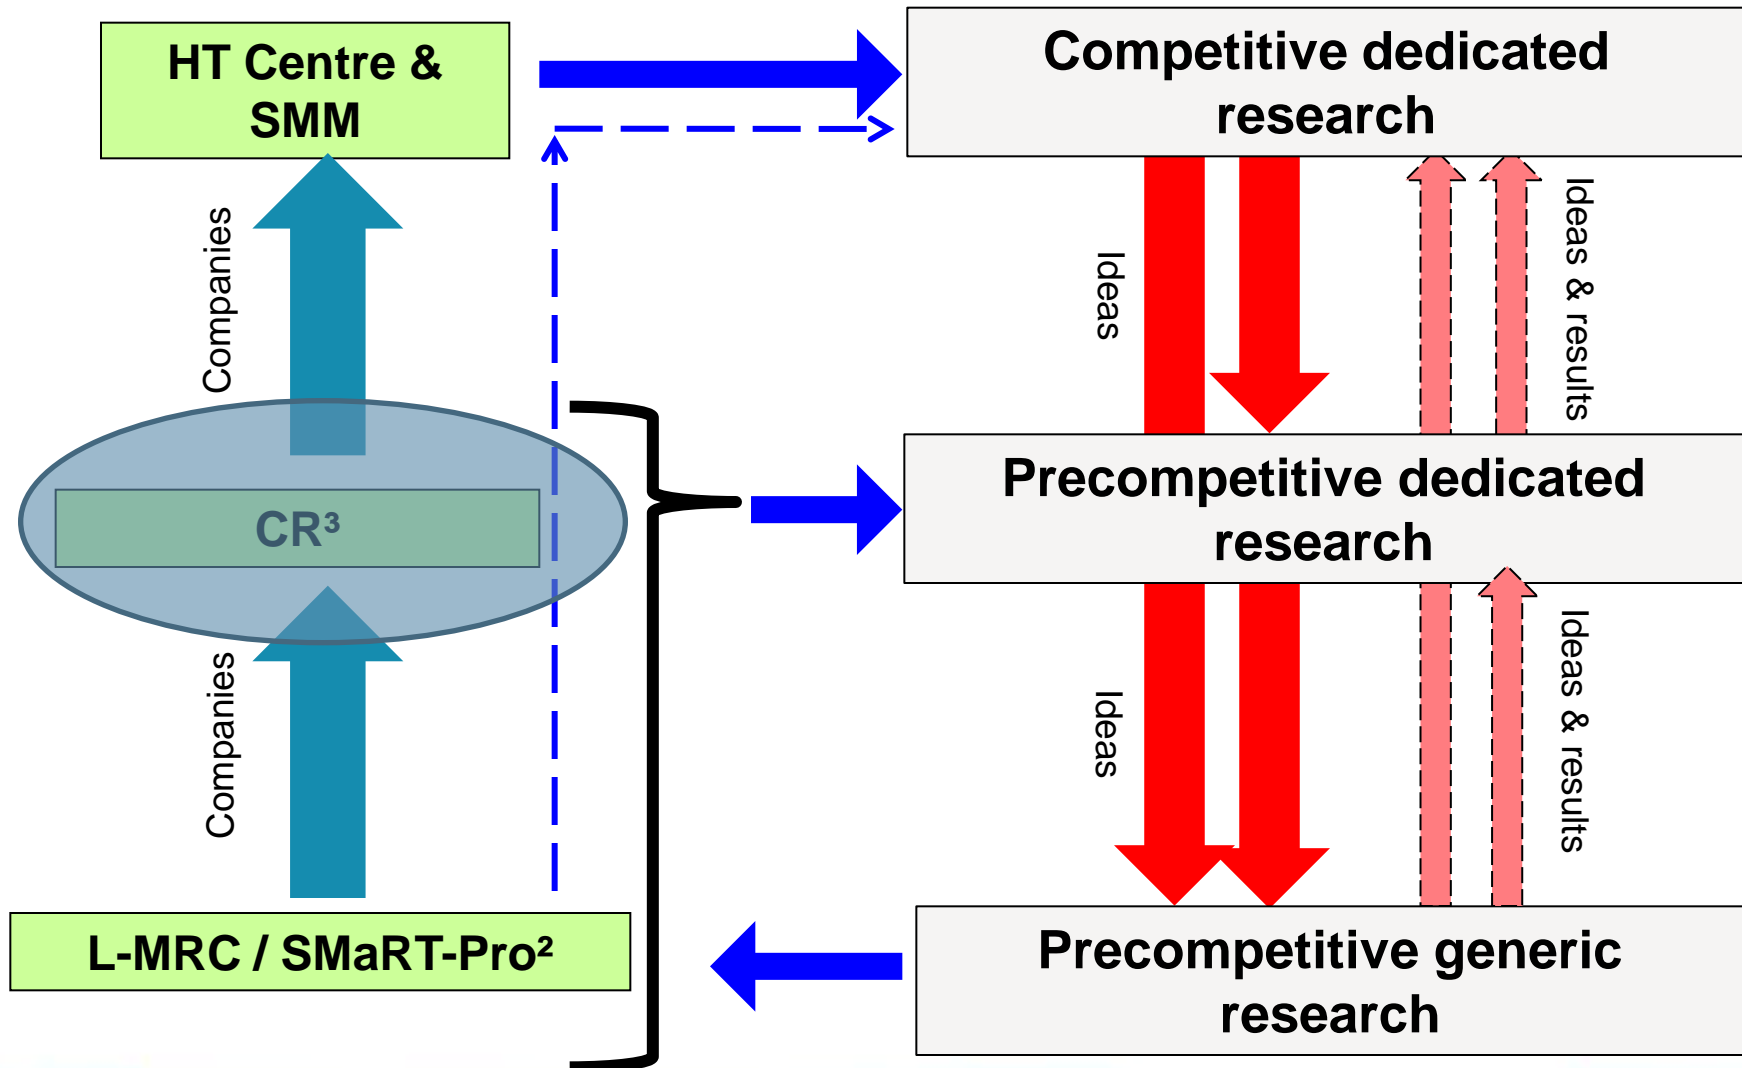 HT Centre &
SMM
Competitive dedicated
research
Companies
Ideas
Ideas & results
CR³
Precompetitive dedicated
research
Companies
Ideas
Ideas & results
L-MRC / SMaRT-Pro²
Precompetitive generic
research